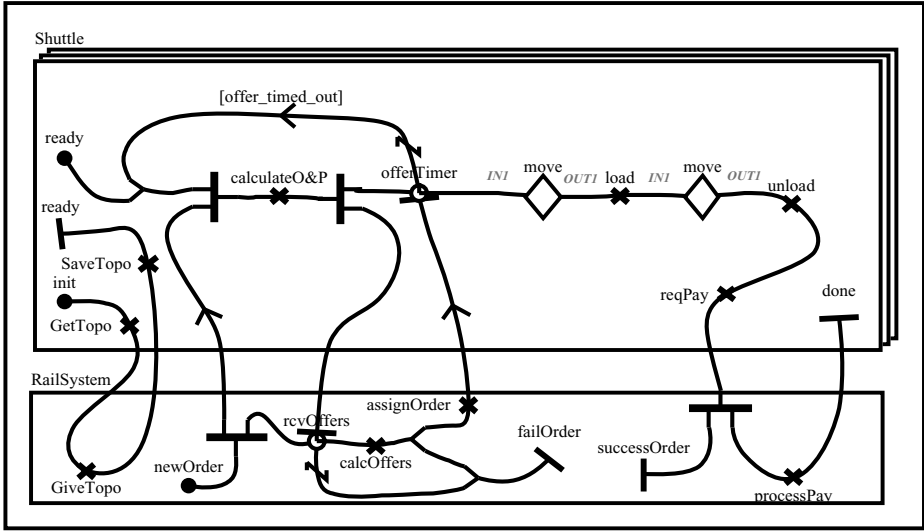 Shuttle
[offer_timed_out]
ready
calculateO&P
offerTimer
IN1
move
OUT1
load
IN1
move
OUT1
unload
ready
SaveTopo
init
GetTopo
reqPay
done
RailSystem
assignOrder
rcvOffers
failOrder
newOrder
calcOffers
successOrder
GiveTopo
processPay